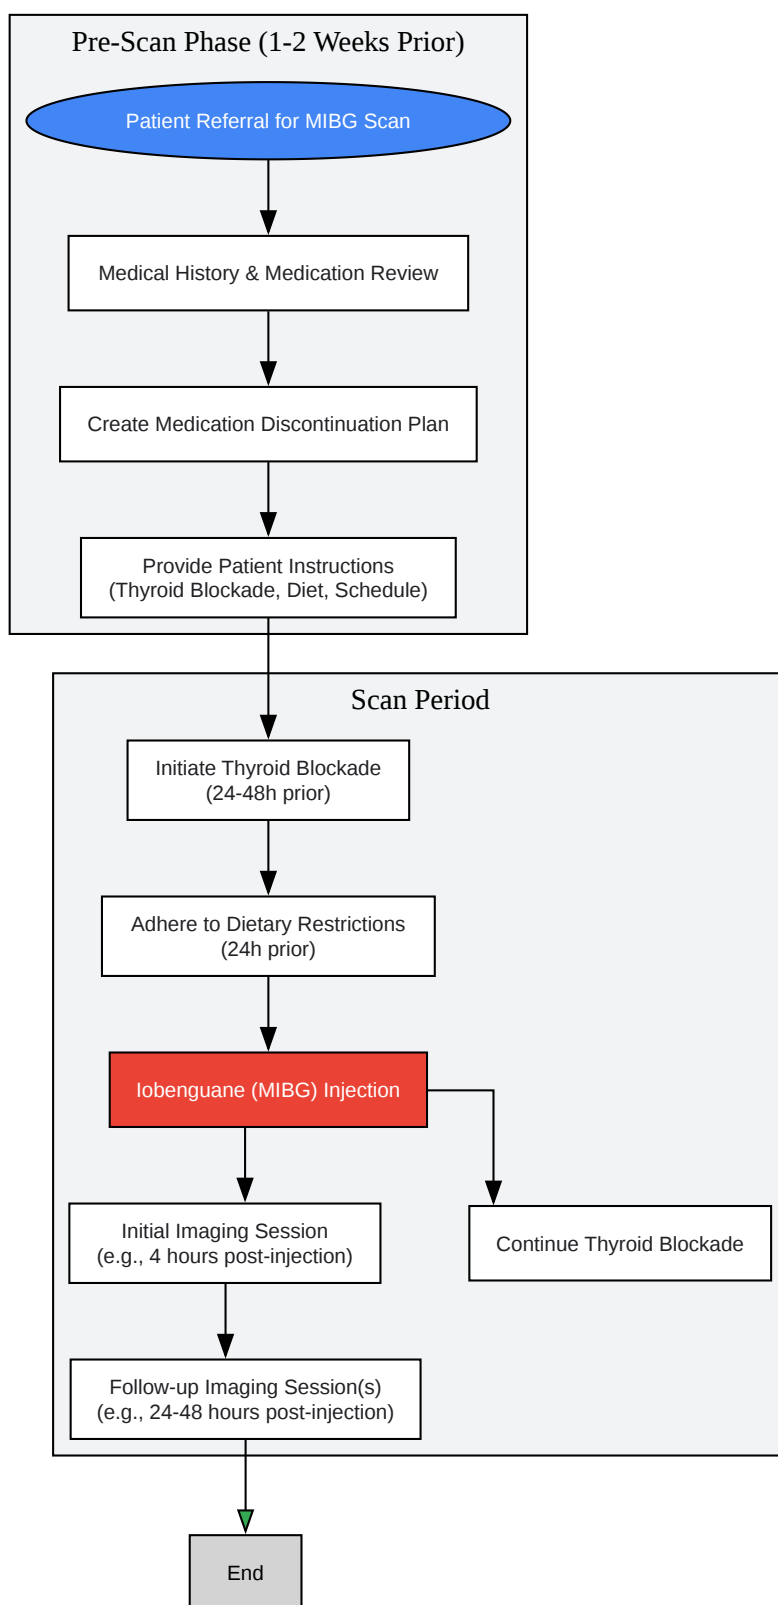 Pre-Scan Phase (1-2 Weeks Prior)
Patient Referral for MIBG Scan
Medical History & Medication Review
Create Medication Discontinuation Plan
Provide Patient Instructions
(Thyroid Blockade, Diet, Schedule)
Scan Period
Initiate Thyroid Blockade
(24-48h prior)
Adhere to Dietary Restrictions
(24h prior)
Iobenguane (MIBG) Injection
Initial Imaging Session
(e.g., 4 hours post-injection)
Continue Thyroid Blockade
Follow-up Imaging Session(s)
(e.g., 24-48 hours post-injection)
End